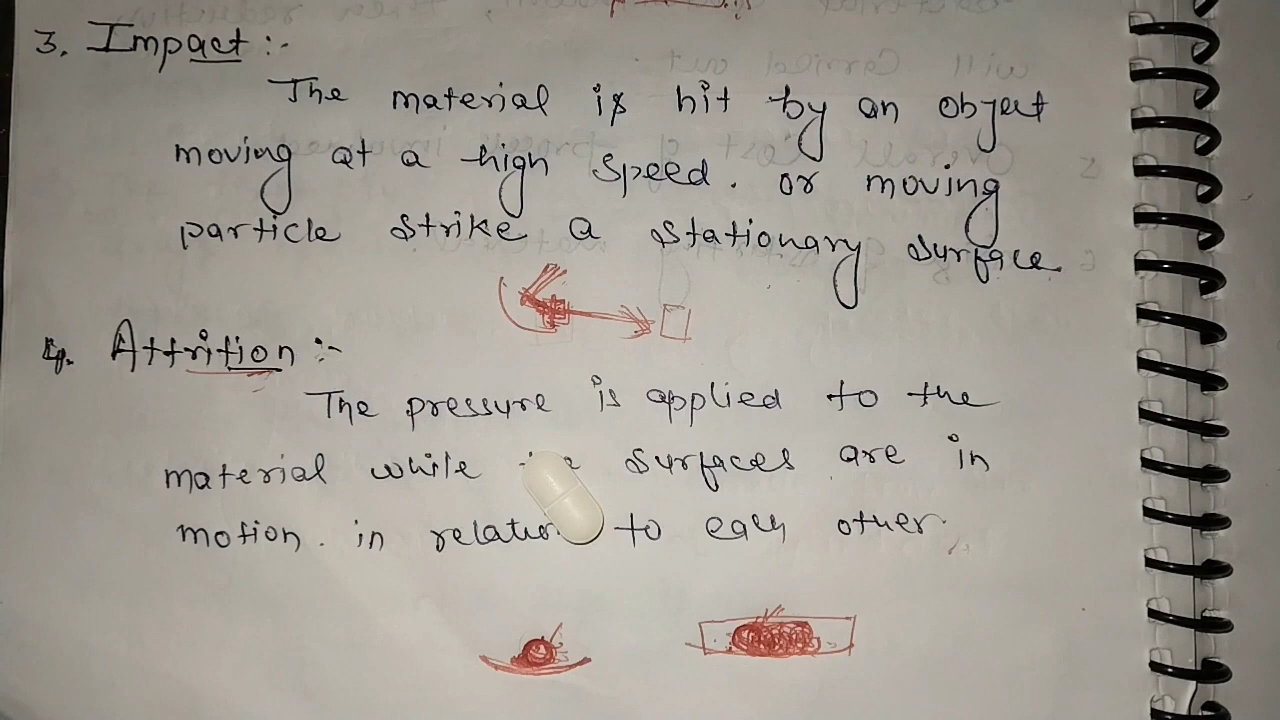 3. Impact :-
The material is hit by an object
moving at a high speed. or moving
particle strike a stationary surface
4. Attrition :-
The pressure is applied to the
material while surfaces are in
motion. in to each other.